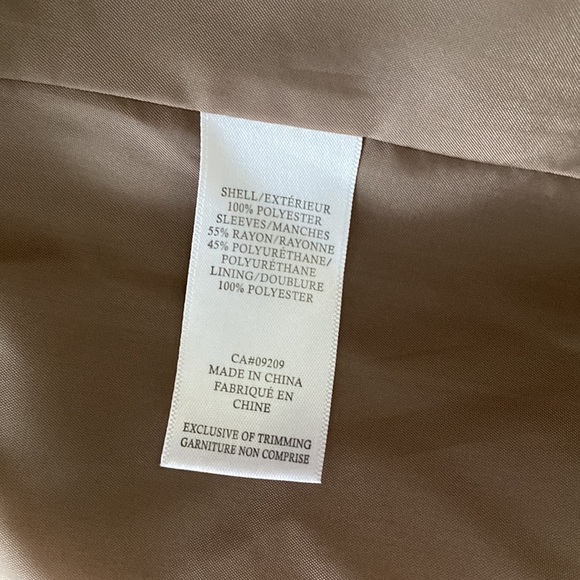 SHELL/EXTÉRIEUR
100% POLYESTER
SLEEVES/MANCHES
55% RAYON/RAYONNE
45% POLYURÉTHANE/
POLYURÉTHANE
LINING/DOUBLURE
100% POLYESTER
CA#09209
MADE IN CHINA
FABRIQUÉ EN
CHINE
EXCLUSIVE OF TRIMMING
GARNITURE NON COMPRISE